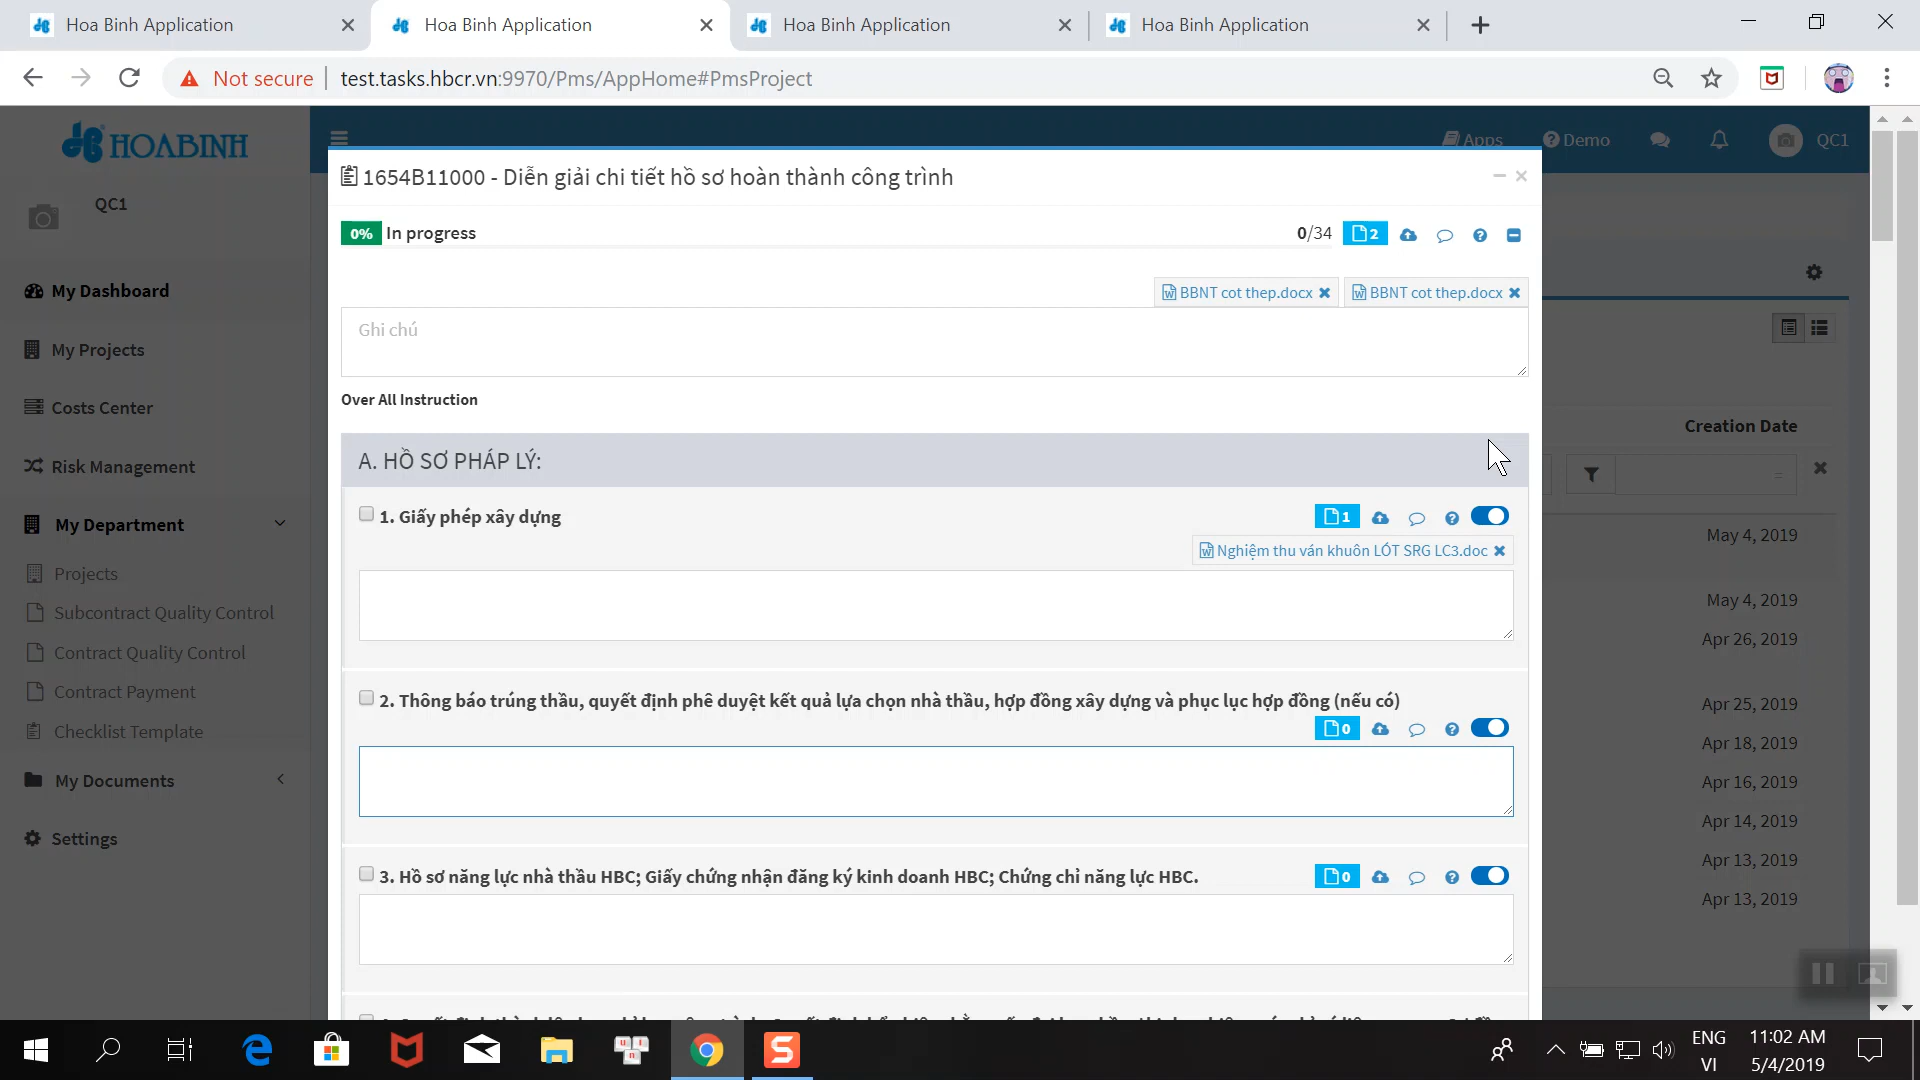 Hoa Binh Application
Hoa Binh Application
Hoa Binh Application
Hoa Binh Application
Not secure
test.tasks.hbcr.vn:9970/Pms/AppHome#PmsProject
HOABINH
Apps
Demo
QC1
QC1
My Dashboard
My Projects
Costs Center
Risk Management
My Department
Projects
Subcontract Quality Control
Contract Quality Control
Contract Payment
Checklist Template
My Documents
Settings
1654B11000 - Diễn giải chi tiết hồ sơ hoàn thành công trình
0% In progress
0/34
2
BBNT cot thep.docx
BBNT cot thep.docx
Ghi chú
Over All Instruction
A. HỒ SƠ PHÁP LÝ:
1. Giấy phép xây dựng
1
Nghiệm thu ván khuôn LÓT SRG LC3.doc
2. Thông báo trúng thầu, quyết định phê duyệt kết quả lựa chọn nhà thầu, hợp đồng xây dựng và phục lục hợp đồng (nếu có)
0
3. Hồ sơ năng lực nhà thầu HBC; Giấy chứng nhận đăng ký kinh doanh HBC; Chứng chỉ năng lực HBC.
0
Creation Date
=
May 4, 2019
May 4, 2019
Apr 26, 2019
Apr 25, 2019
Apr 18, 2019
Apr 16, 2019
Apr 14, 2019
Apr 13, 2019
Apr 13, 2019
ENG
VI
11:02 AM
5/4/2019